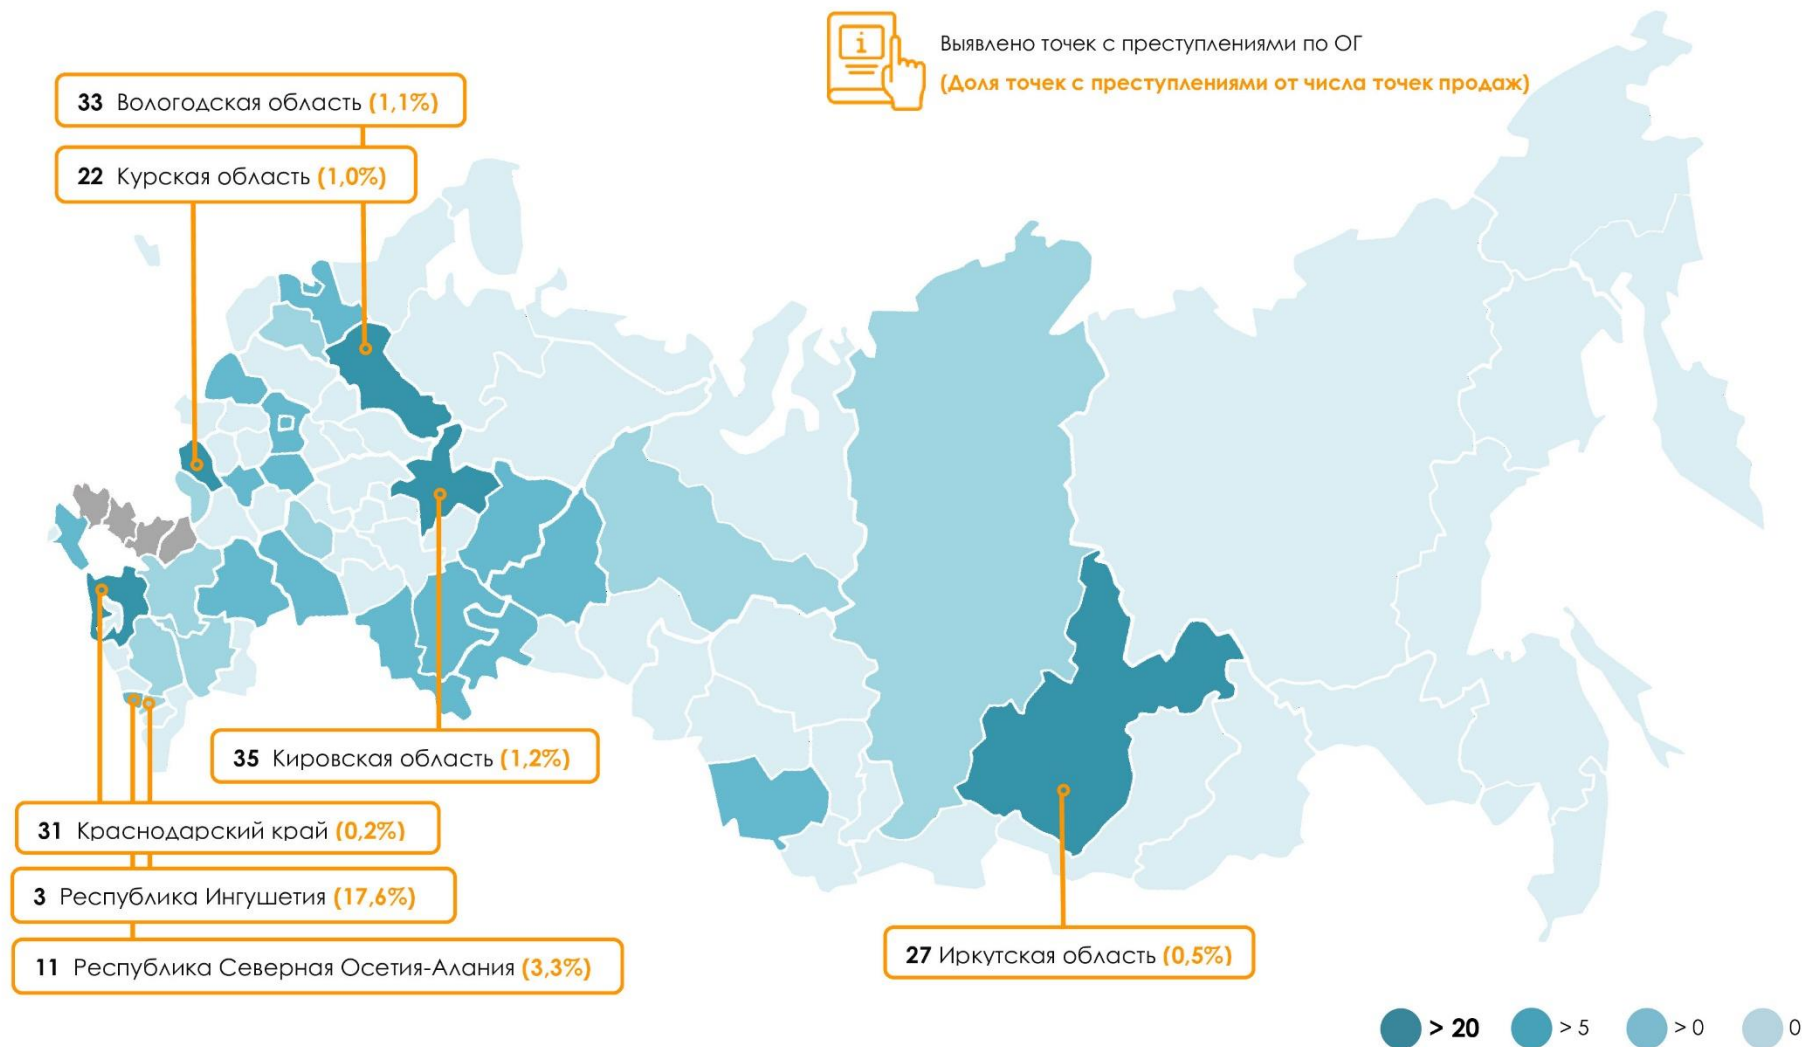 Выявлено точек с преступлениями по ОГ
(Доля точек с преступлениями от числа точек продаж)
33 Вологодская область (1,1%)
22 Курская область (1,0%)
35 Кировская область (1,2%)
31 Краснодарский край (0,2%)
3 Республика Ингушетия (17,6%)
11 Республика Северная Осетия-Алания (3,3%)
27 Иркутская область (0,5%)
> 20 > 5 > 0 0